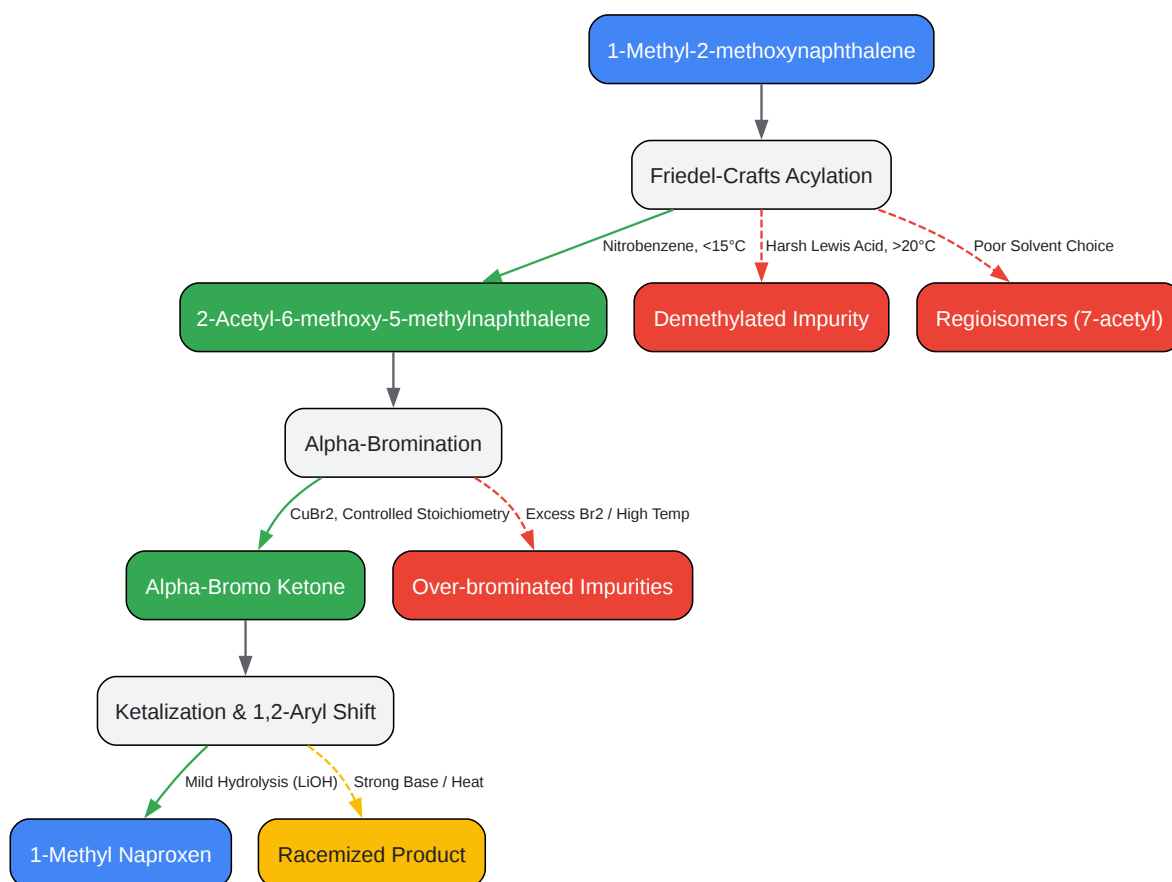 1-Methyl-2-methoxynaphthalene
Friedel-Crafts Acylation
Nitrobenzene, <15°C
Harsh Lewis Acid, >20°C
Poor Solvent Choice
2-Acetyl-6-methoxy-5-methylnaphthalene
Demethylated Impurity
Regioisomers (7-acetyl)
Alpha-Bromination
CuBr2, Controlled Stoichiometry
Excess Br2 / High Temp
Alpha-Bromo Ketone
Over-brominated Impurities
Ketalization & 1,2-Aryl Shift
Mild Hydrolysis (LiOH)
Strong Base / Heat
1-Methyl Naproxen
Racemized Product